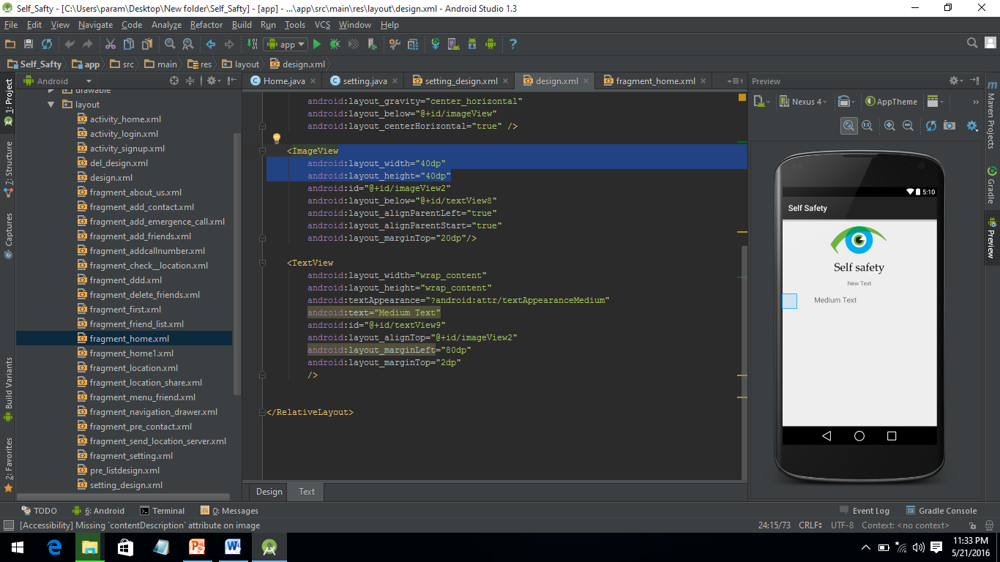 Self_Safty - [C:\Users\param\Desktop\New folder\Self_Safty] - [app] - ...\app\src\main\res\layout\design.xml - Android Studio 1.3
File Edit View Navigate Code Analyze Refactor Build Run Tools VCS Window Help
app
Self_Safty app src main res layout design.xml
Android
Home.java setting.java setting_design.xml design.xml fragment_home.xml
1
Preview
1: Project
7: Structure
Captures
Build Variants
2: Favorites
drawable
layout
activity_home.xml
activity_login.xml
activity_signup.xml
del_design.xml
design.xml
fragment_about_us.xml
fragment_add_contact.xml
fragment_add_emergence_call.xml
fragment_add_friends.xml
fragment_addcallnumber.xml
fragment_check__location.xml
fragment_ddd.xml
fragment_delete_friends.xml
fragment_first.xml
fragment_friend_list.xml
fragment_home.xml
fragment_home1.xml
fragment_location.xml
fragment_location_share.xml
fragment_menu_friend.xml
fragment_navigation_drawer.xml
fragment_pre_contact.xml
fragment_send_location_server.xml
fragment_setting.xml
pre_listdesign.xml
setting_design.xml
android:layout_gravity="center_horizontal"
android:layout_below="@+id/imageView"
android:layout_centerHorizontal="true" />
<ImageView
android:layout_width="40dp"
android:layout_height="40dp"
android:id="@+id/imageView2"
android:layout_below="@+id/textView8"
android:layout_alignParentLeft="true"
android:layout_alignParentStart="true"
android:layout_marginTop="20dp"/>
<TextView
android:layout_width="wrap_content"
android:layout_height="wrap_content"
android:textAppearance="?android:attr/textAppearanceMedium"
android:text="Medium Text"
android:id="@+id/textView9"
android:layout_alignTop="@+id/imageView2"
android:layout_marginLeft="80dp"
android:layout_marginTop="2dp"
/>
</RelativeLayout>
Design Text
Nexus 4 AppTheme
1:1
5:10
Self Safety
Self safety
New Text
Medium Text
Maven Projects
Gradle
Preview
TODO 6: Android Terminal 0: Messages Event Log Gradle Console
[Accessibility] Missing `contentDescription` attribute on image 24:15/73 CRLF UTF-8 Context: <no context>
11:33 PM
5/21/2016